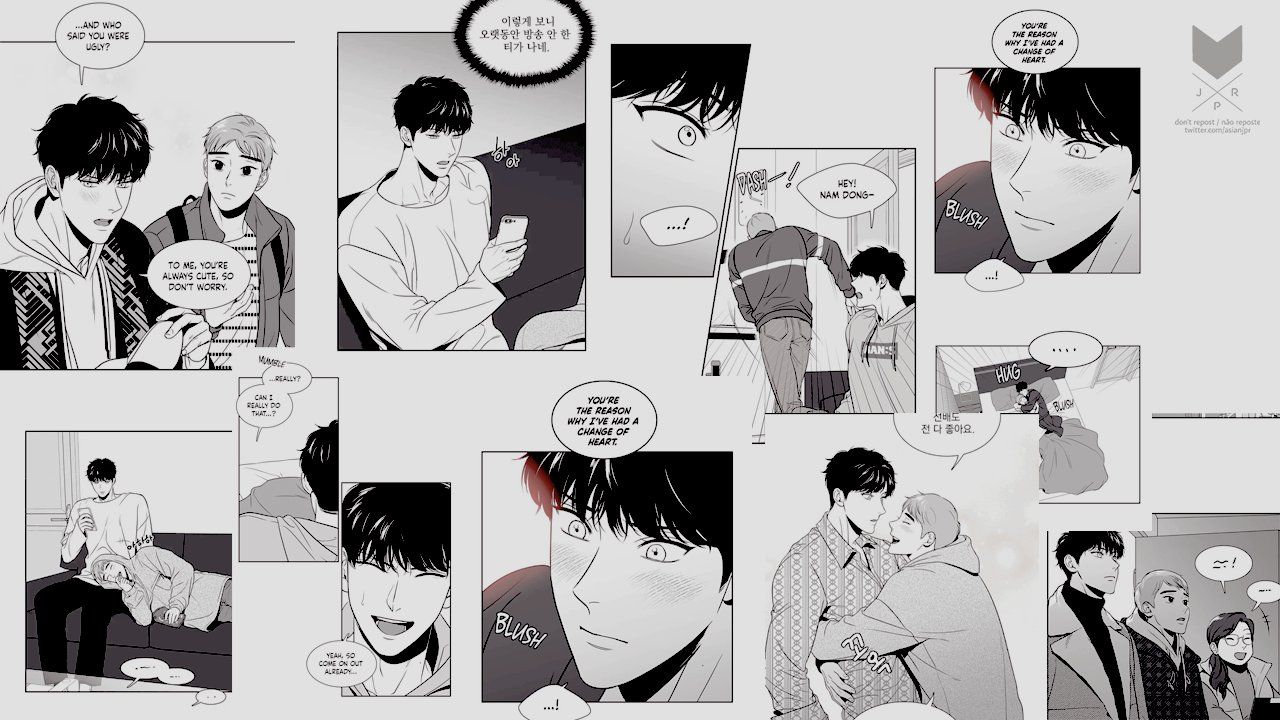 ...AND WHO
SAID YOU WERE
UGLY?
TO ME, YOU'RE
ALWAYS CUTE, SO
DON'T WORRY.
이렇게 보니
오랫동안 방송 안 한
티가 나네.
하아
...!
DASH—!
HEY!
NAM DONG-
YOU'RE
THE REASON
WHY I'VE HAD A
CHANGE OF
HEART.
BLUSH
...!
J R
P
don't repost / não reposte
twitter.com/asianjpr
....
HUG
BLUSH
MUMBLE
...REALLY?
CAN I
REALLY DO
THAT...?
YEAH, SO
COME ON OUT
ALREADY...
YOU'RE
THE REASON
WHY I'VE HAD A
CHANGE OF
HEART.
BLUSH
...!
선배도
전 다 좋아요.
~!